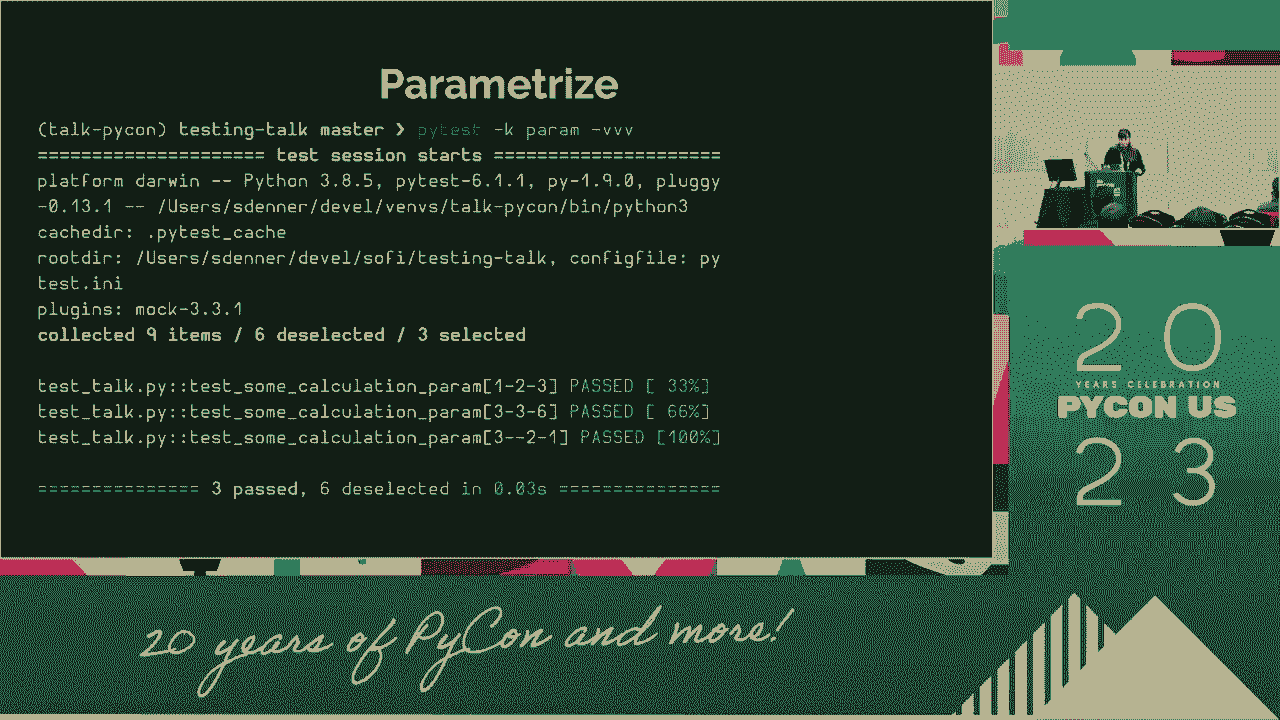 Parametrize
(talk-pycon) testing-talk master ❯ pytest -k param -vvv
===================== test session starts =====================
platform darwin -- Python 3.8.5, pytest-6.1.1, py-1.9.0, pluggy
-0.13.1 -- /Users/sdenner/devel/venvs/talk-pycon/bin/python3
cachedir: .pytest_cache
rootdir: /Users/sdenner/devel/sofi/testing-talk, configfile: py
test.ini
plugins: mock-3.3.1
collected 9 items / 6 deselected / 3 selected
test_talk.py::test_some_calculation_param[1-2-3] PASSED [ 33%]
test_talk.py::test_some_calculation_param[3-3-6] PASSED [ 66%]
test_talk.py::test_some_calculation_param[3--2-1] PASSED [100%]
=============== 3 passed, 6 deselected in 0.03s ===============
20
YEARS CELEBRATION
PYCON US
23
20 years of PyCon and more!